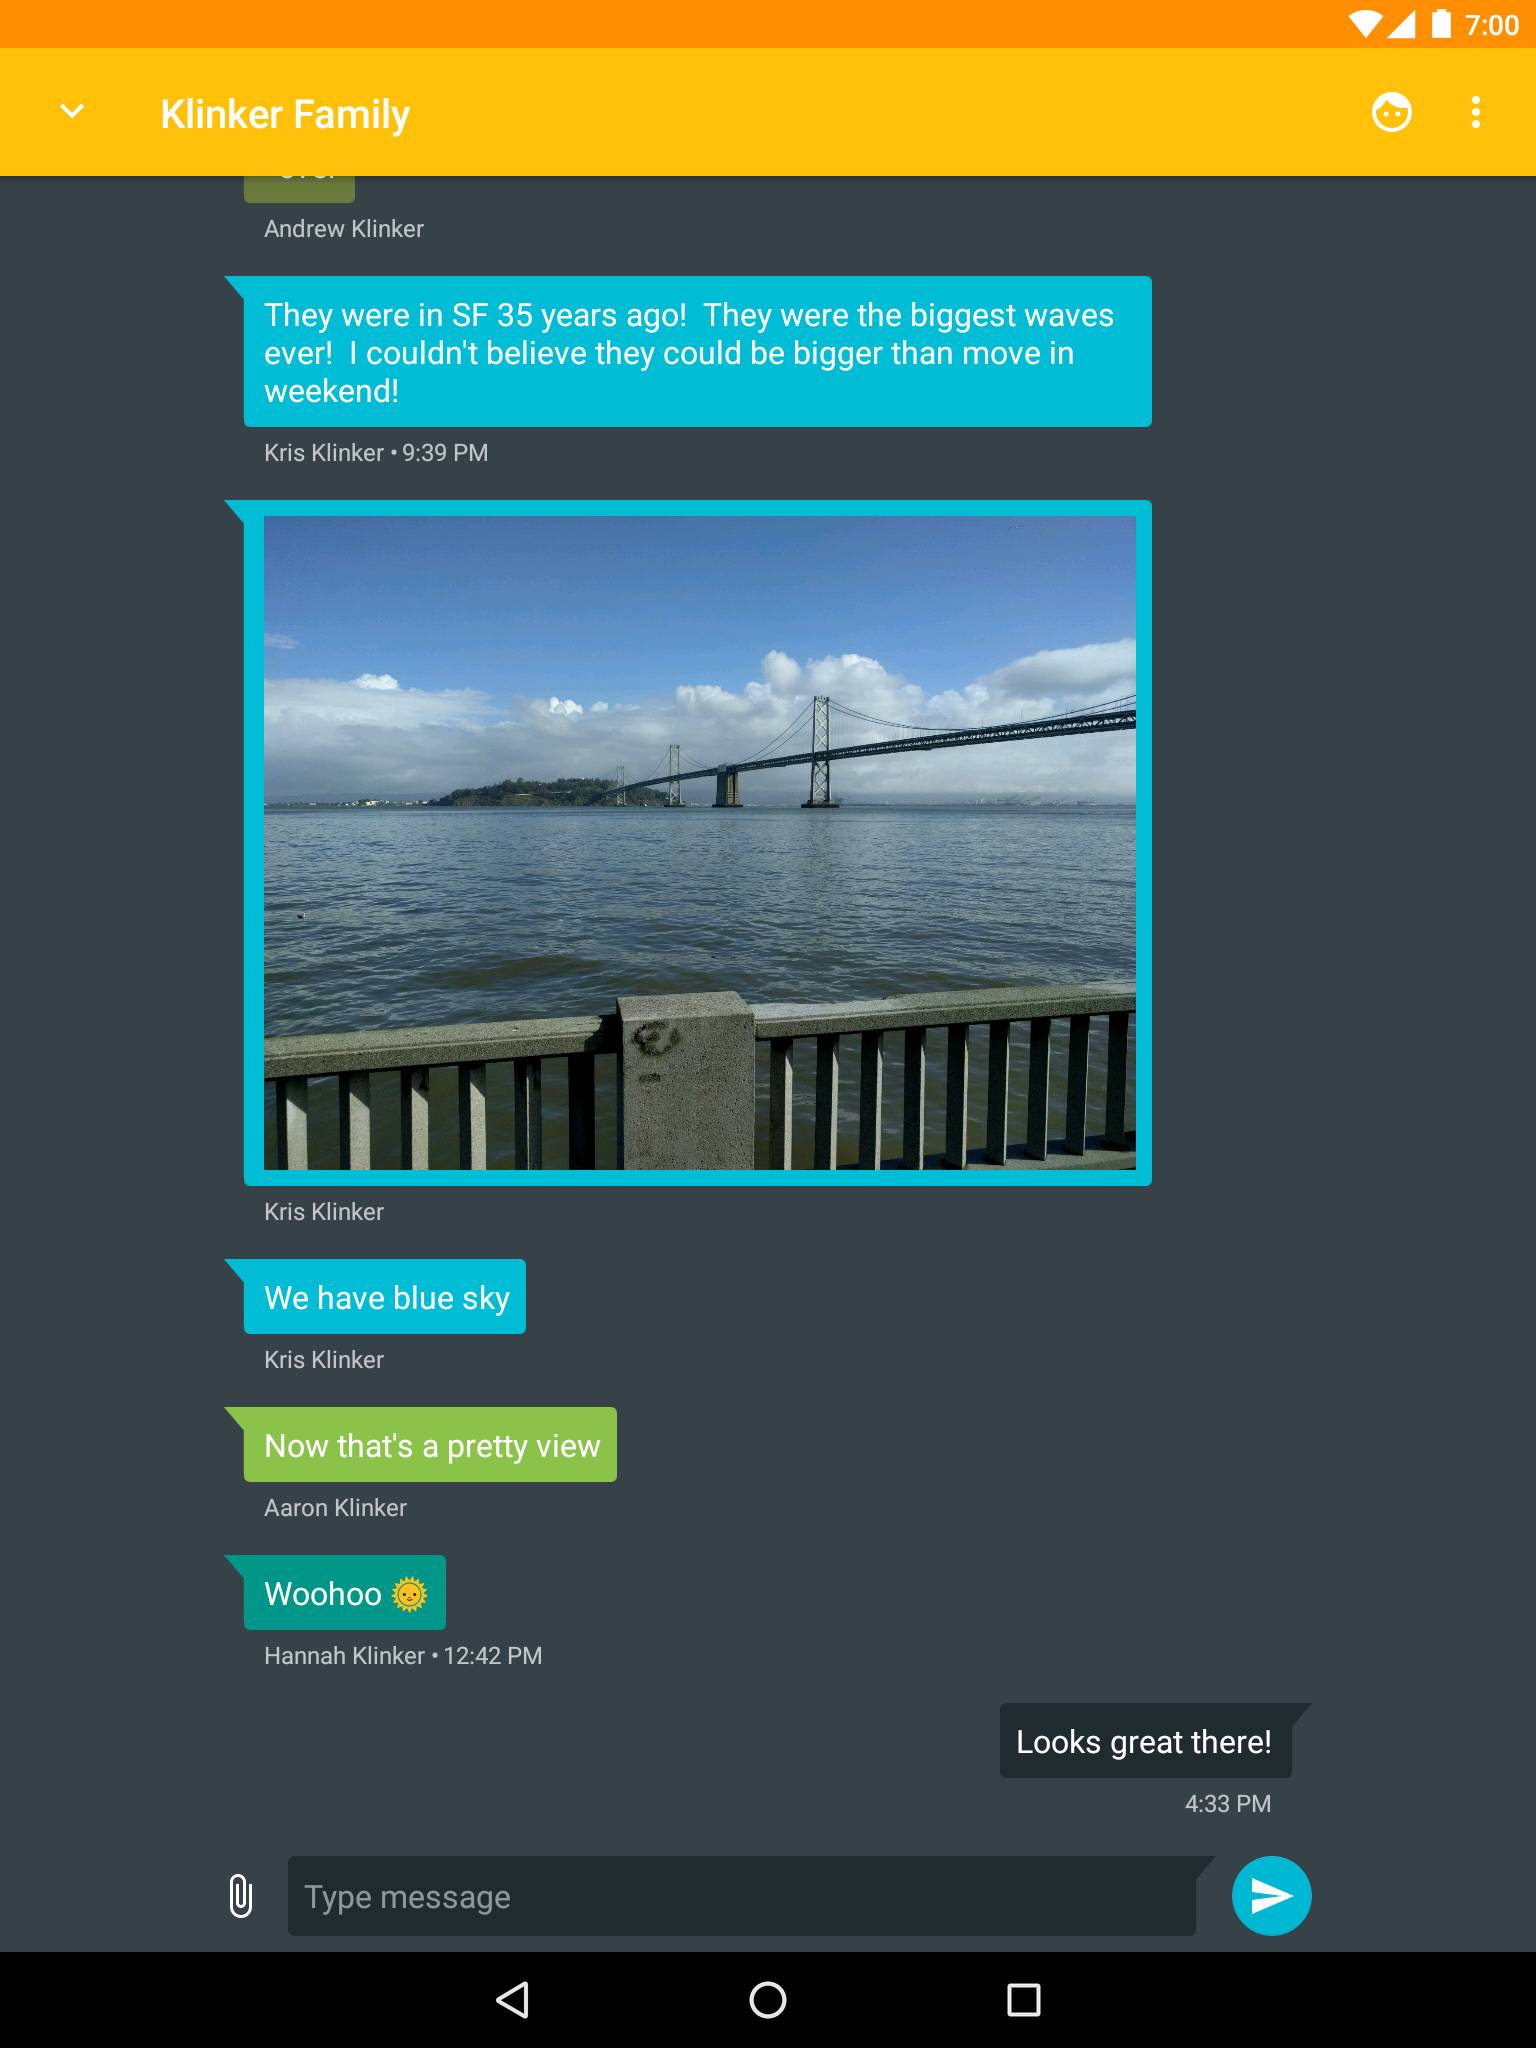 7:00
Klinker Family
Andrew Klinker
They were in SF 35 years ago!  They were the biggest waves
ever!  I couldn't believe they could be bigger than move in
weekend!
Kris Klinker • 9:39 PM
Kris Klinker
We have blue sky
Kris Klinker
Now that's a pretty view
Aaron Klinker
Woohoo 🌞
Hannah Klinker • 12:42 PM
Looks great there!
4:33 PM
Type message